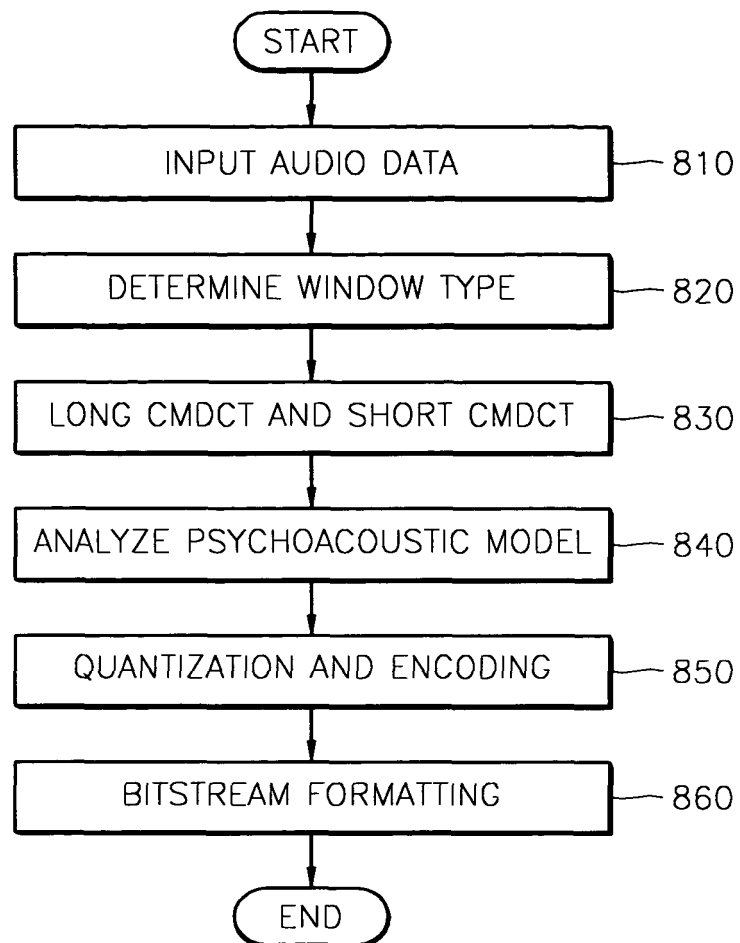 START
INPUT AUDIO DATA 810
DETERMINE WINDOW TYPE 820
LONG CMDCT AND SHORT CMDCT 830
ANALYZE PSYCHOACOUSTIC MODEL 840
QUANTIZATION AND ENCODING 850
BITSTREAM FORMATTING 860
END